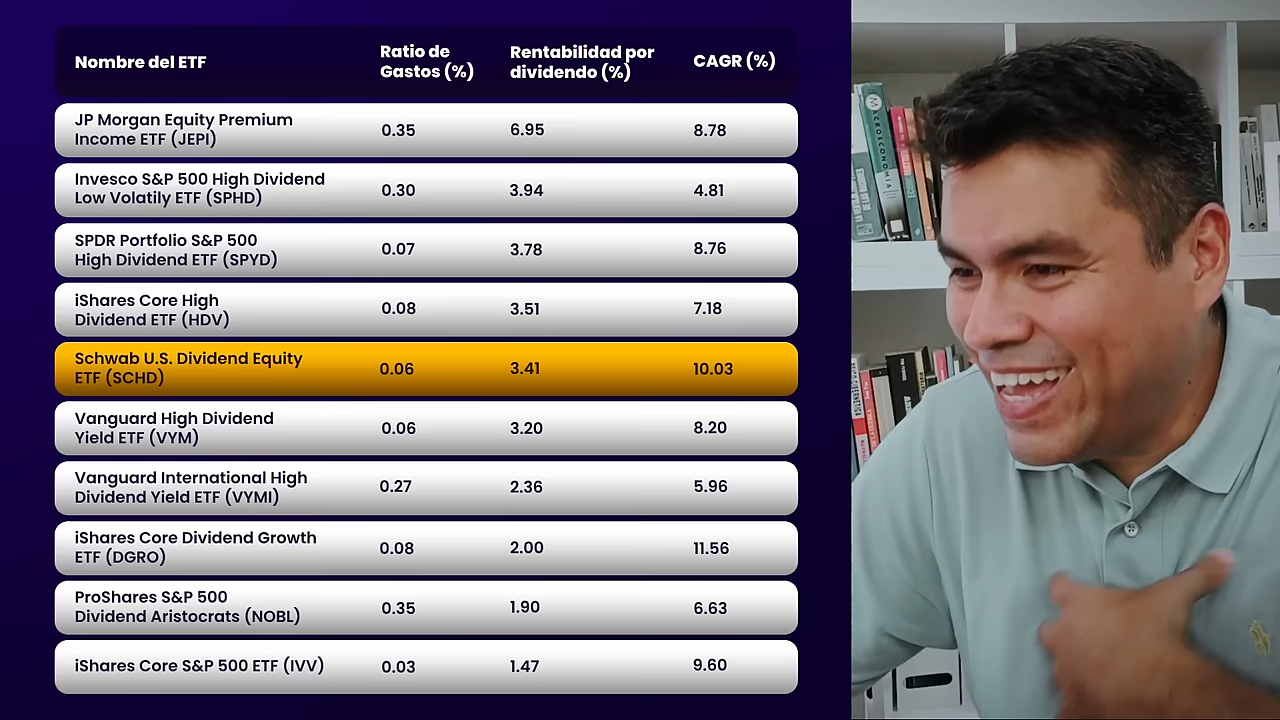 Nombre del ETF
Ratio de
Gastos (%)
Rentabilidad por
dividendo (%)
CAGR (%)
JP Morgan Equity Premium
Income ETF (JEPI)
0.35
6.95
8.78
Invesco S&P 500 High Dividend
Low Volatily ETF (SPHD)
0.30
3.94
4.81
SPDR Portfolio S&P 500
High Dividend ETF (SPYD)
0.07
3.78
8.76
iShares Core High
Dividend ETF (HDV)
0.08
3.51
7.18
Schwab U.S. Dividend Equity
ETF (SCHD)
0.06
3.41
10.03
Vanguard High Dividend
Yield ETF (VYM)
0.06
3.20
8.20
Vanguard International High
Dividend Yield ETF (VYMI)
0.27
2.36
5.96
iShares Core Dividend Growth
ETF (DGRO)
0.08
2.00
11.56
ProShares S&P 500
Dividend Aristocrats (NOBL)
0.35
1.90
6.63
iShares Core S&P 500 ETF (IVV)
0.03
1.47
9.60
MACROECONOMÍA